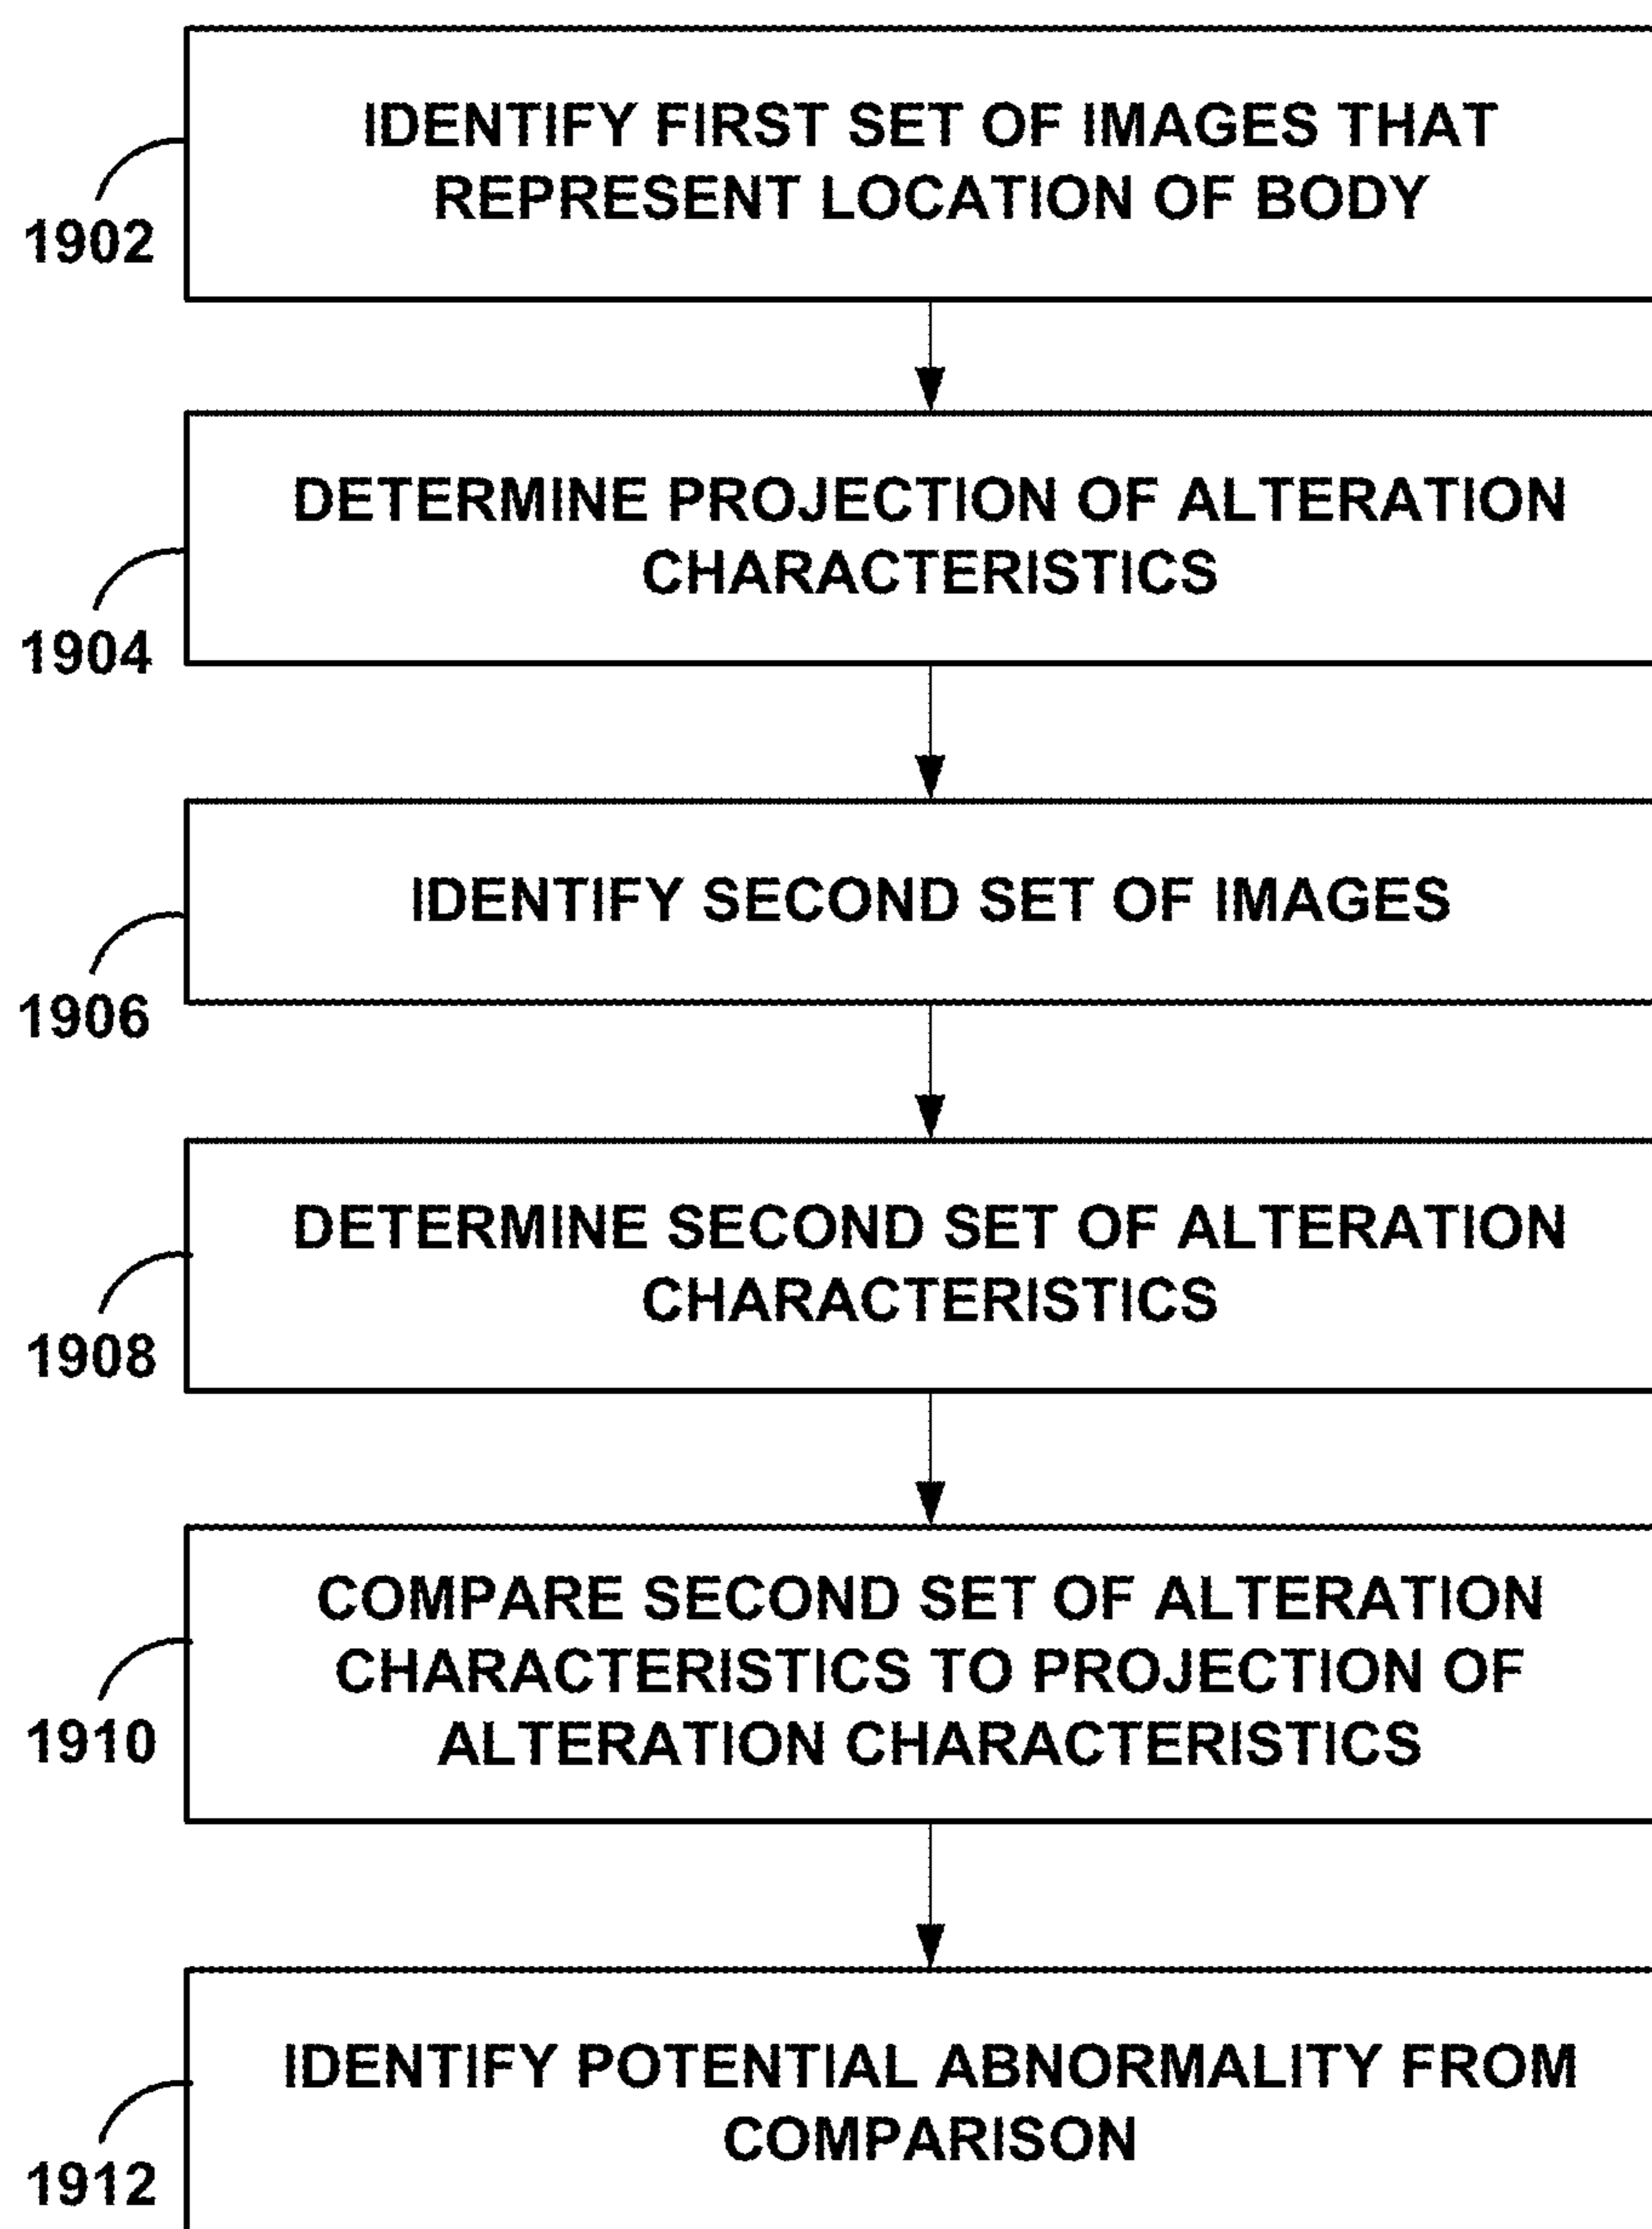 IDENTIFY FIRST SET OF IMAGES THAT
REPRESENT LOCATION OF BODY
1902
DETERMINE PROJECTION OF ALTERATION
CHARACTERISTICS
1904
IDENTIFY SECOND SET OF IMAGES
1906
DETERMINE SECOND SET OF ALTERATION
CHARACTERISTICS
1908
COMPARE SECOND SET OF ALTERATION
CHARACTERISTICS TO PROJECTION OF
ALTERATION CHARACTERISTICS
1910
IDENTIFY POTENTIAL ABNORMALITY FROM
COMPARISON
1912